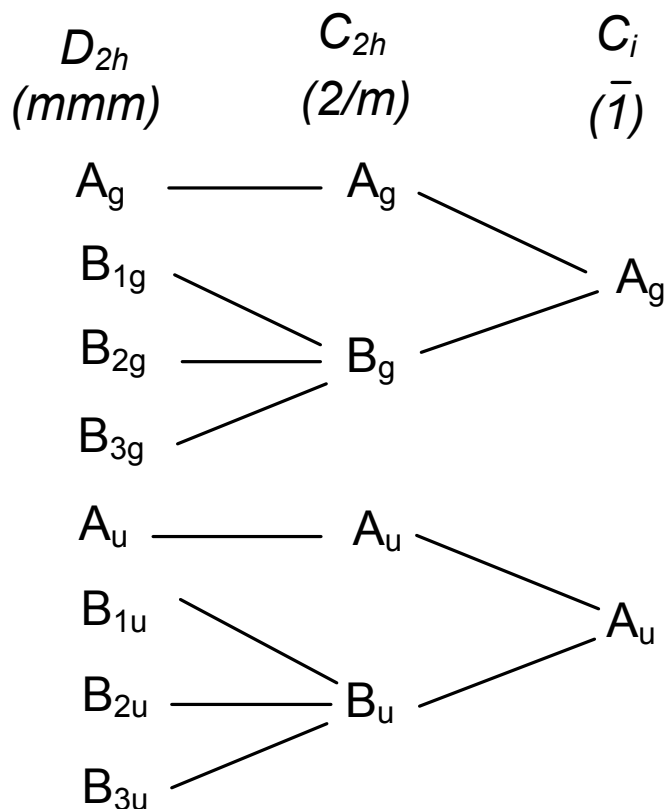 D2h C2h Ci
(mmm) (2/m) (1̄)
Ag Ag
B1g Ag
B2g Bg
B3g
Au Au
B1u Au
B2u Bu
B3u